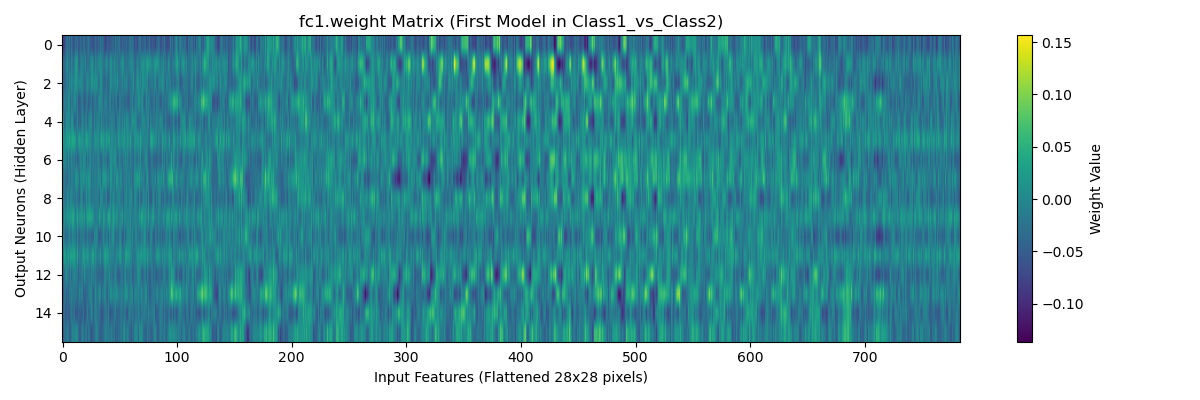 fc1.weight Matrix (First Model in Class1_vs_Class2)
Output Neurons (Hidden Layer)
0
2
4
6
8
10
12
14
0 100 200 300 400 500 600 700
Input Features (Flattened 28x28 pixels)
0.15
0.10
0.05
0.00
−0.05
−0.10
Weight Value